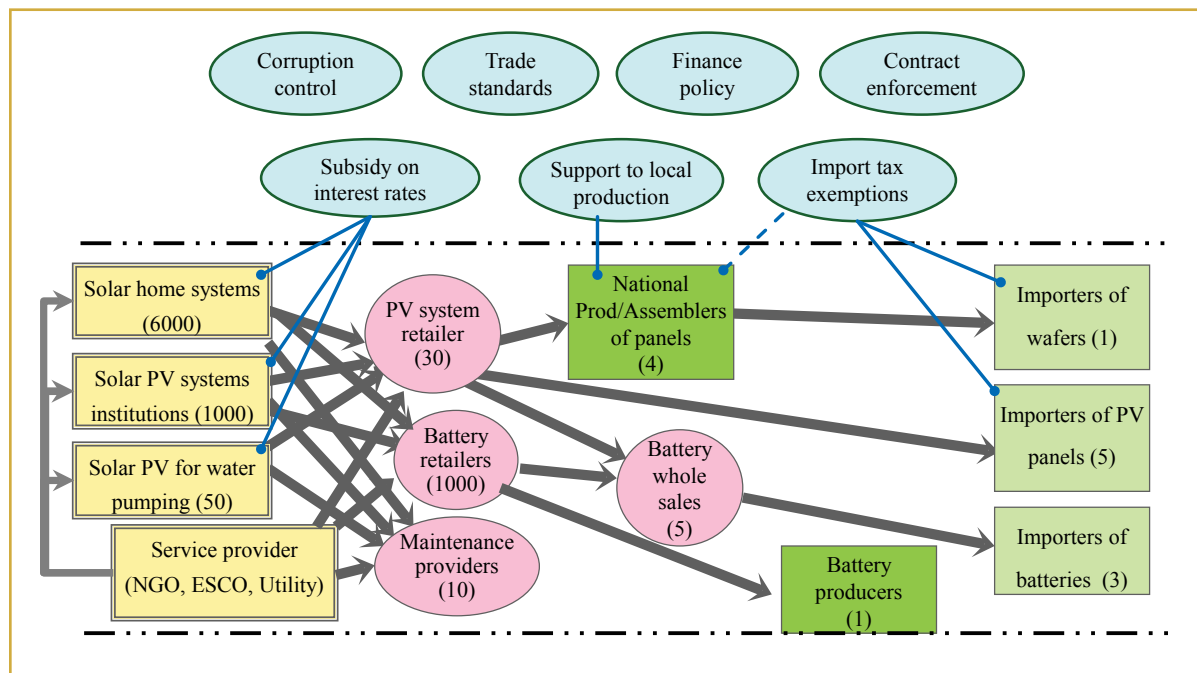 Corruption
control
Trade
standards
Finance
policy
Contract
enforcement
Subsidy on
interest rates
Support to local
production
Import tax
exemptions
Solar home systems
(6000)
Solar PV systems
institutions (1000)
Solar PV for water
pumping (50)
Service provider
(NGO, ESCO, Utility)
PV system
retailer
(30)
Battery
retailers
(1000)
Maintenance
providers
(10)
National
Prod/Assemblers
of panels
(4)
Battery
whole
sales
(5)
Battery
producers
(1)
Importers of
wafers (1)
Importers of PV
panels (5)
Importers of
batteries (3)